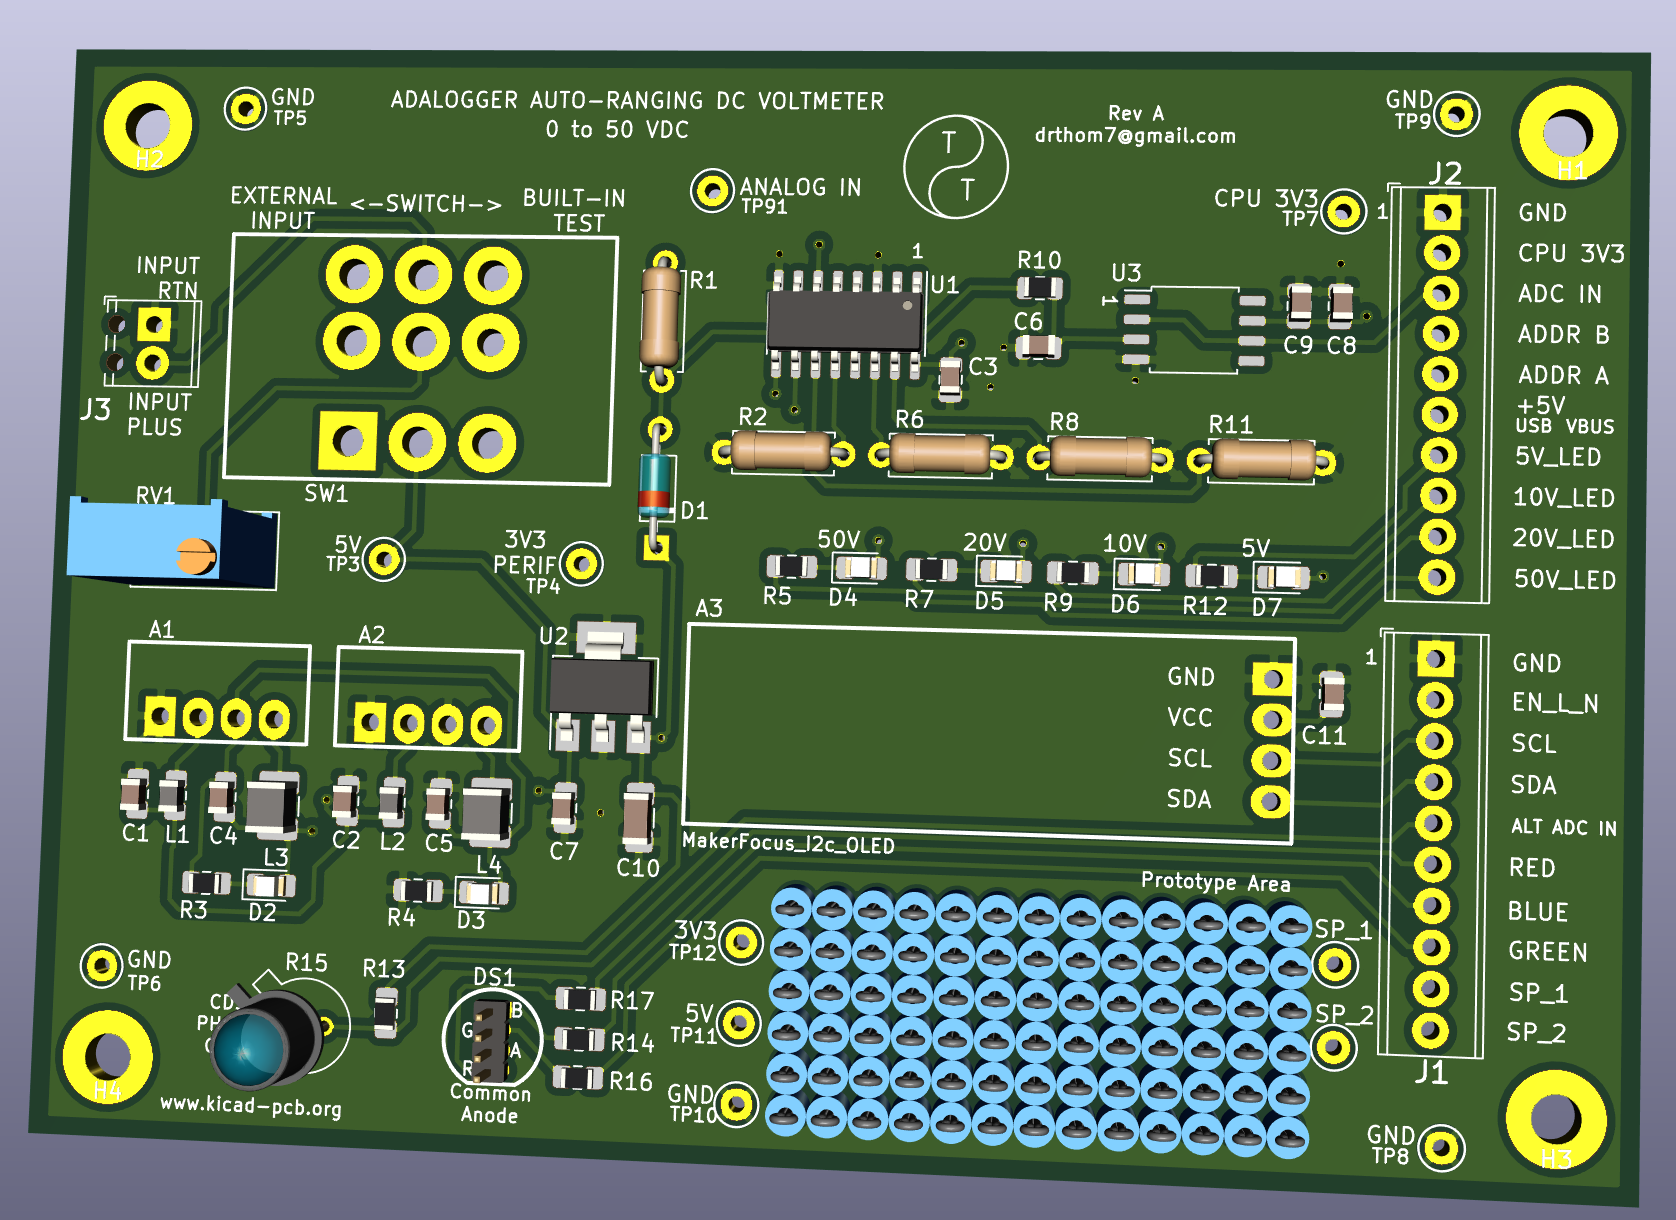 ADALOGGER AUTO-RANGING DC VOLTMETER
0 to 50 VDC
Rev A
drthom7@gmail.com
T
T
H2
GND
TP5
GND
TP9
H1
EXTERNAL
INPUT
<-SWITCH->
BUILT-IN
TEST
ANALOG IN
TP91
CPU 3V3
TP7
J2
1
GND
CPU 3V3
ADC IN
ADDR B
ADDR A
+5V
USB VBUS
5V_LED
10V_LED
20V_LED
50V_LED
INPUT
RTN
J3
INPUT
PLUS
SW1
RV1
R1
1
U1
R10
C6
U3
1
C9
C8
C3
R2
R6
R8
R11
D1
5V
TP3
3V3
PERIF
TP4
50V
20V
10V
5V
R5
D4
R7
D5
R9
D6
R12
D7
A1
A2
U2
A3
GND
VCC
SCL
SDA
C11
MakerFocus_I2c_OLED
1
GND
EN_L_N
SCL
SDA
ALT ADC IN
RED
BLUE
GREEN
SP_1
SP_2
J1
C1
L1
C4
L3
C2
L2
C5
L4
C7
C10
R3
D2
R4
D3
Prototype Area
3V3
TP12
5V
TP11
GND
TP10
SP_1
SP_2
GND
TP6
R15
R13
DS1
B
G
A
R
Common
Anode
R17
R14
R16
H4
www.kicad-pcb.org
GND
TP8
H3